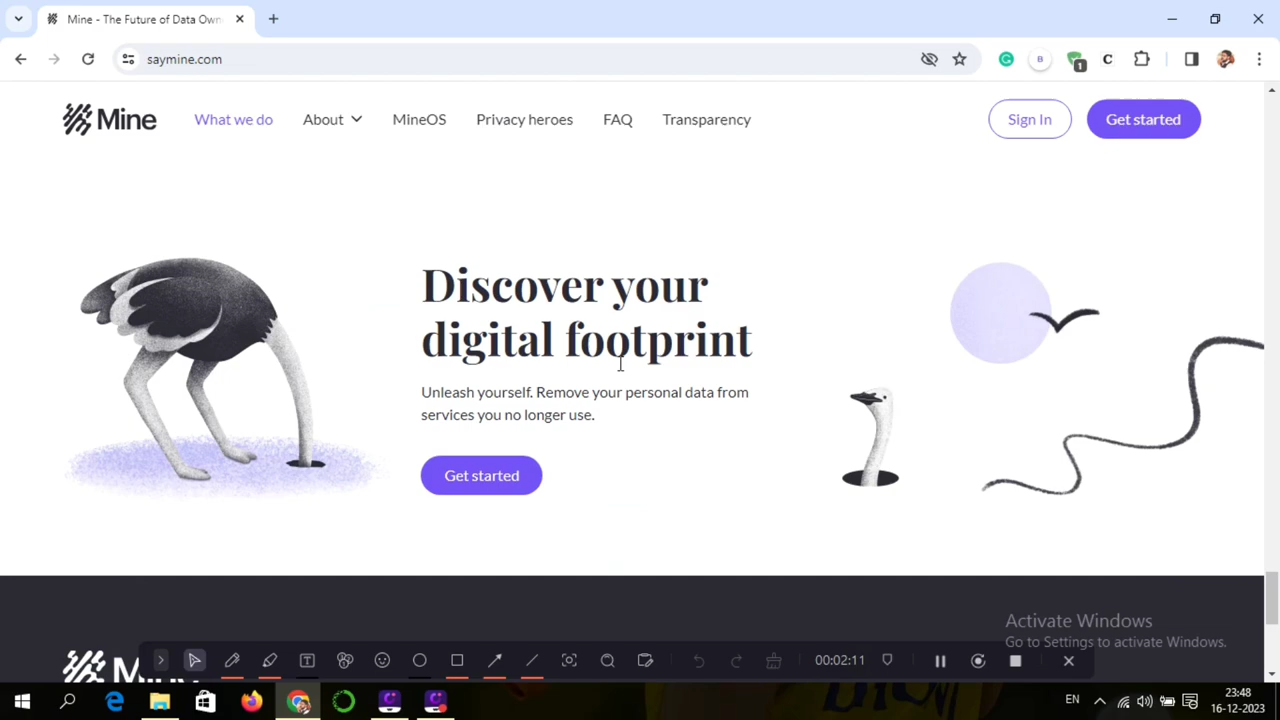 Mine - The Future of Data Own
saymine.com
1
B
C
Mine
What we do
About
MineOS
Privacy heroes
FAQ
Transparency
Sign In
Get started
Discover your
digital footprint
Unleash yourself. Remove your personal data from
services you no longer use.
Get started
Activate Windows
Go to Settings to activate Windows.
00:02:11
EN
23:48
16-12-2023